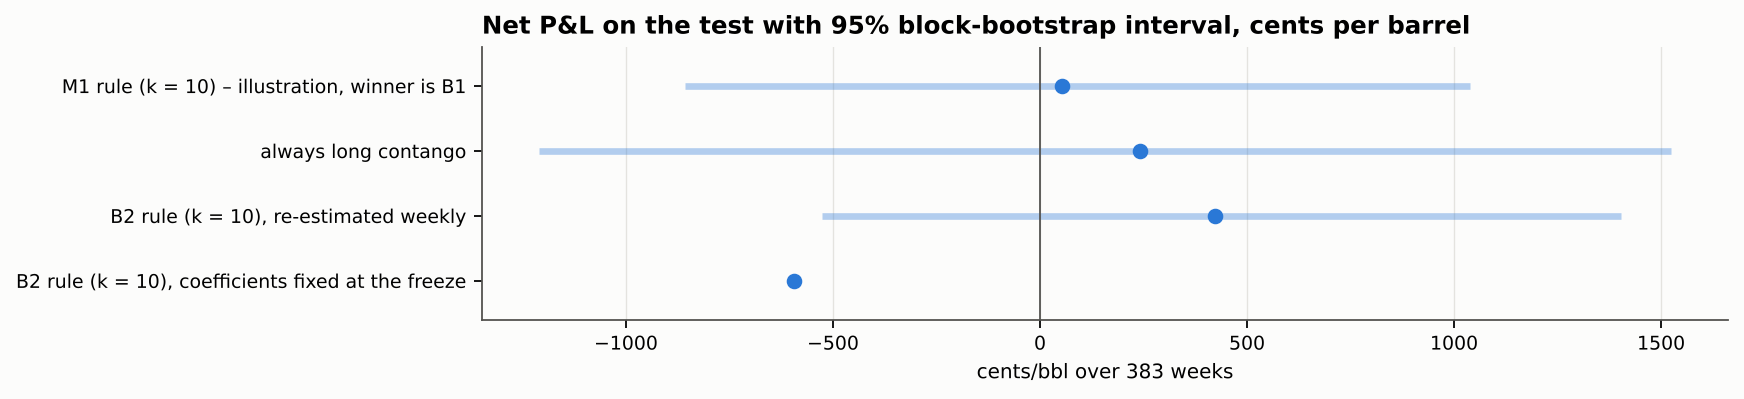 Net P&L on the test with 95% block-bootstrap interval, cents per barrel
M1 rule (k = 10) – illustration, winner is B1
always long contango
B2 rule (k = 10), re-estimated weekly
B2 rule (k = 10), coefficients fixed at the freeze
−1000 −500 0 500 1000 1500
cents/bbl over 383 weeks